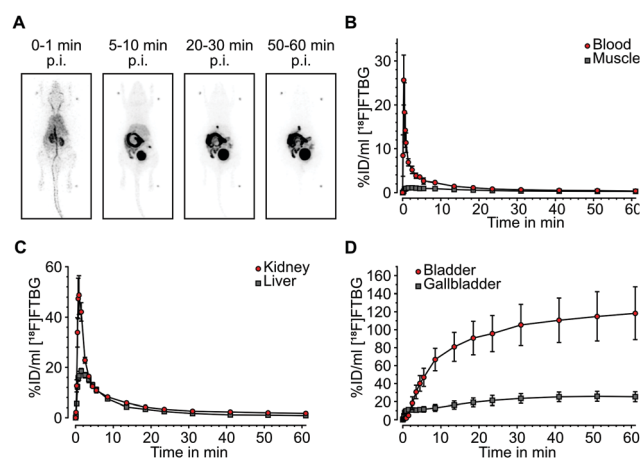 A
0-1 min
p.i.
5-10 min
p.i.
20-30 min
p.i.
50-60 min
p.i.
B
%ID/ml [¹⁸F]FTBG
30
20
10
0
0 10 20 30 40 50 60
Time in min
Blood
Muscle
C
%ID/ml [¹⁸F]FTBG
60
40
20
0
0 10 20 30 40 50 60
Time in min
Kidney
Liver
D
%ID/ml [¹⁸F]FTBG
160
140
120
100
80
60
40
20
0
0 10 20 30 40 50 60
Time in min
Bladder
Gallbladder